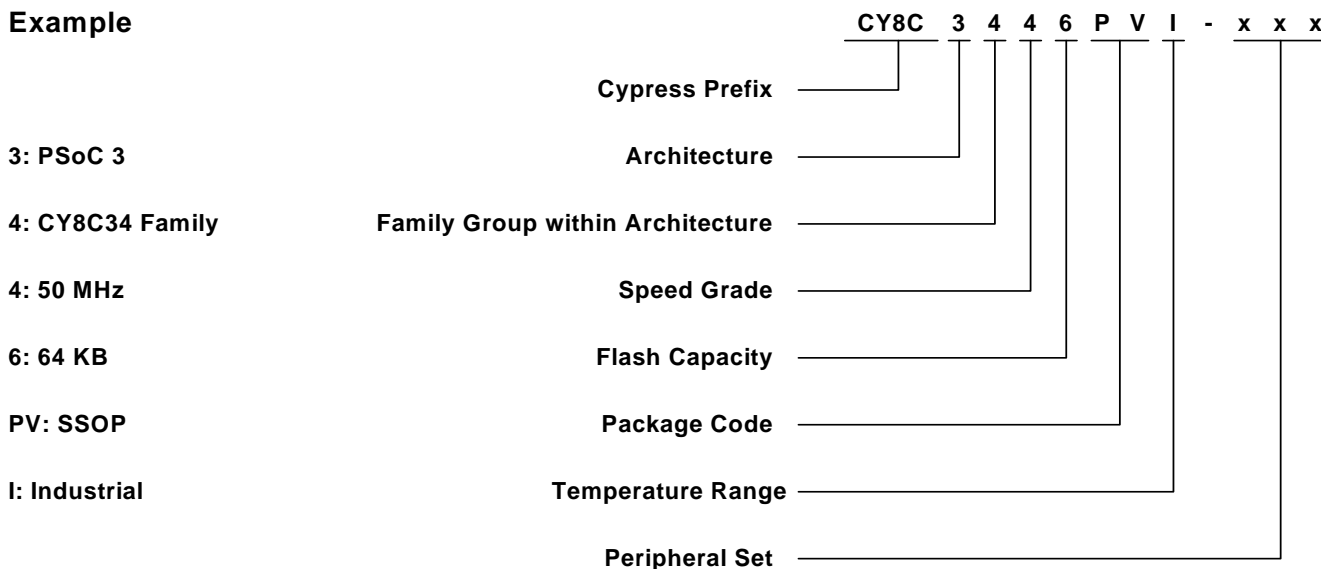 Example CY8C 3 4 4 6 P V I - x x x
Cypress Prefix
3: PSoC 3 Architecture
4: CY8C34 Family Family Group within Architecture
4: 50 MHz Speed Grade
6: 64 KB Flash Capacity
PV: SSOP Package Code
I: Industrial Temperature Range
Peripheral Set